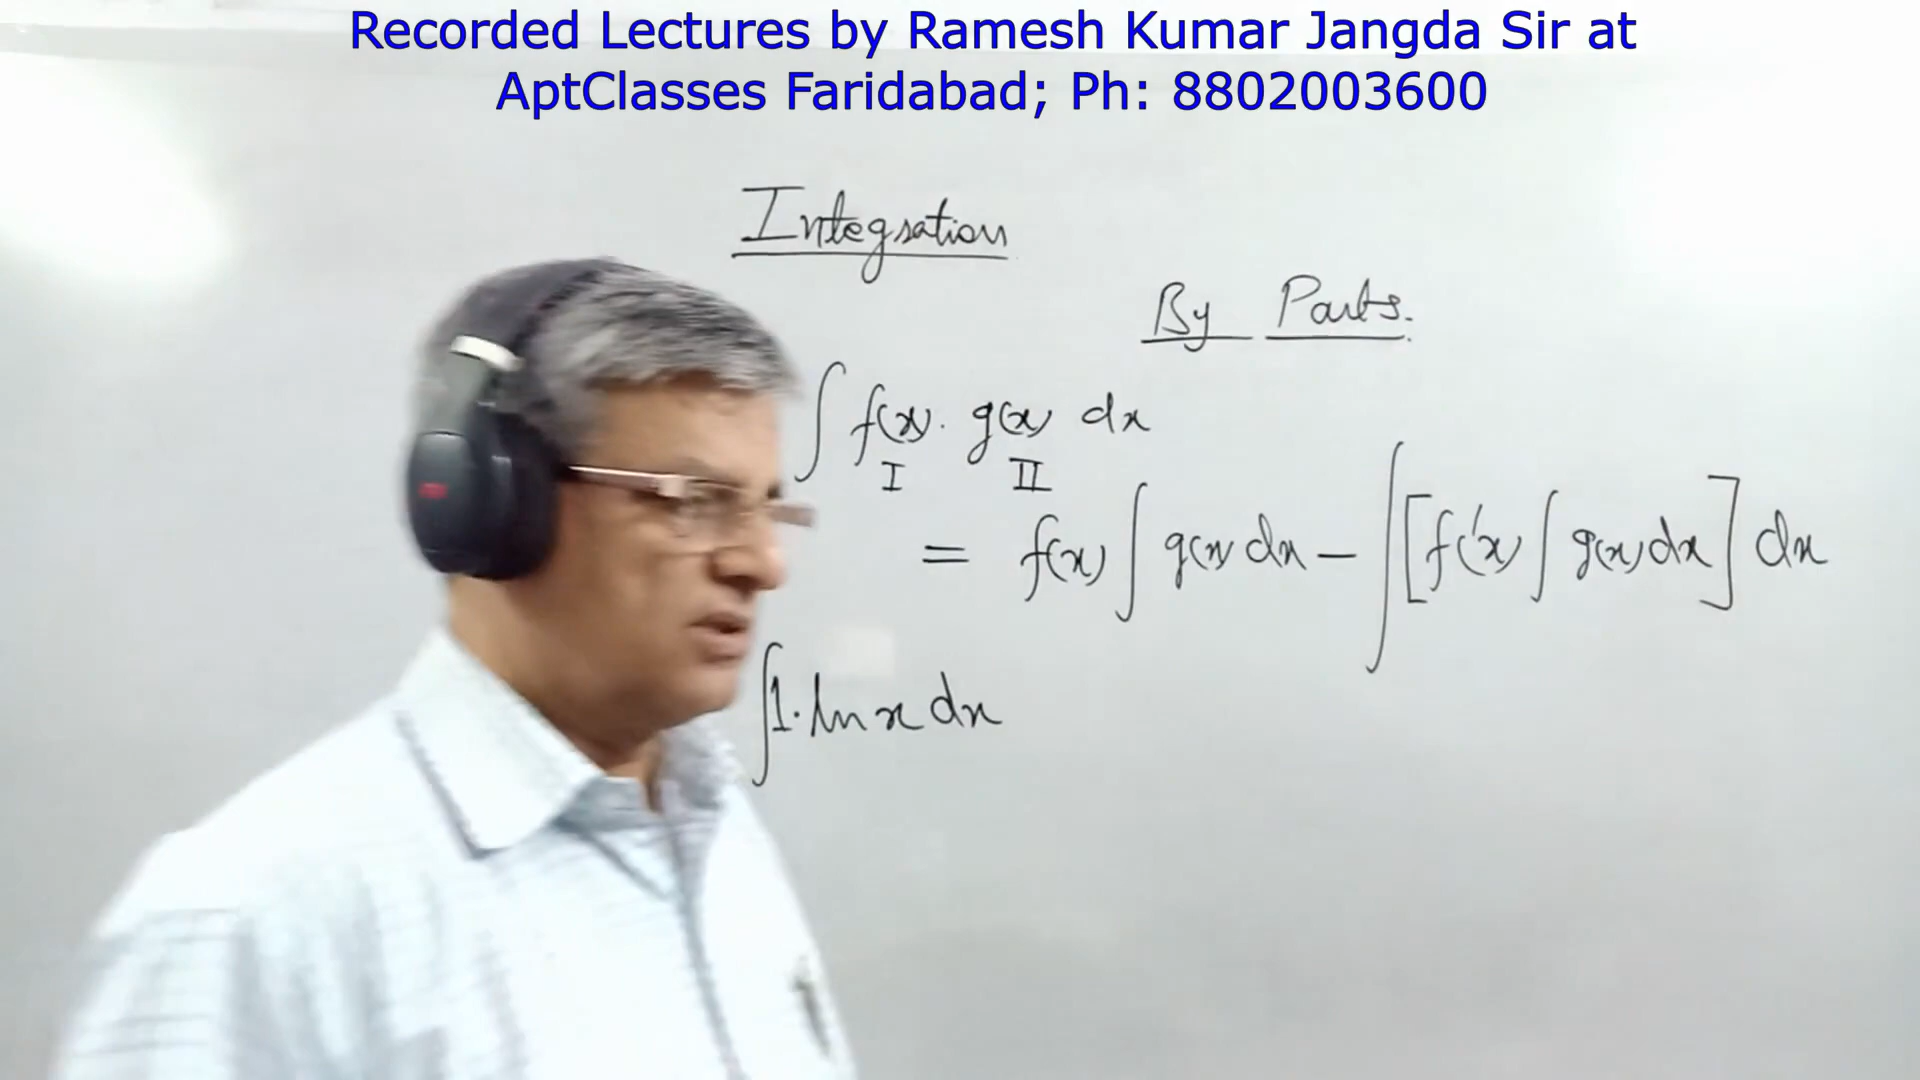 Recorded Lectures by Ramesh Kumar Jangda Sir at
AptClasses Faridabad; Ph: 8802003600
Integration
By Parts.
∫ f(x). g(x) dx
I II
= f(x) ∫ g(x) dx - ∫ [f'(x) ∫ g(x) dx] dx
∫ 1. ln x dx